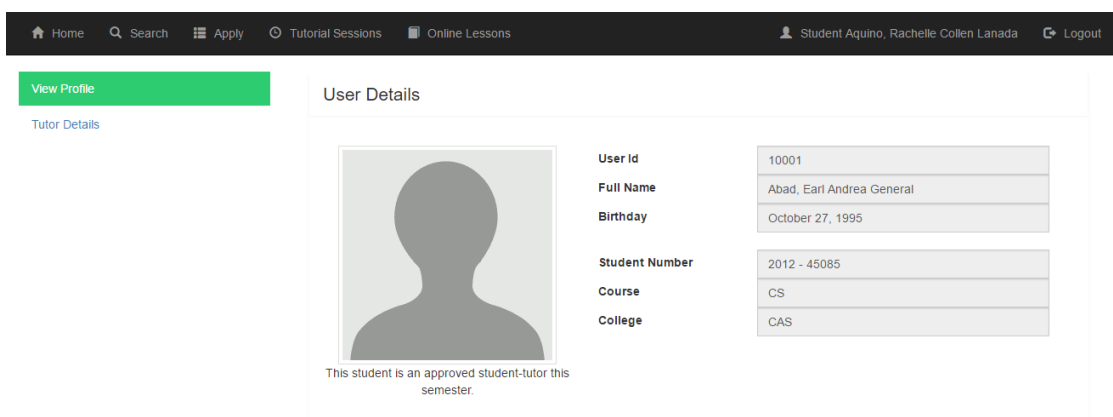 Home Search Apply Tutorial Sessions Online Lessons Student Aquino, Rachelle Collen Lanada Logout
View Profile
Tutor Details
User Details
User Id 10001
Full Name Abad, Earl Andrea General
Birthday October 27, 1995
Student Number 2012 - 45085
Course CS
College CAS
This student is an approved student-tutor this
semester.